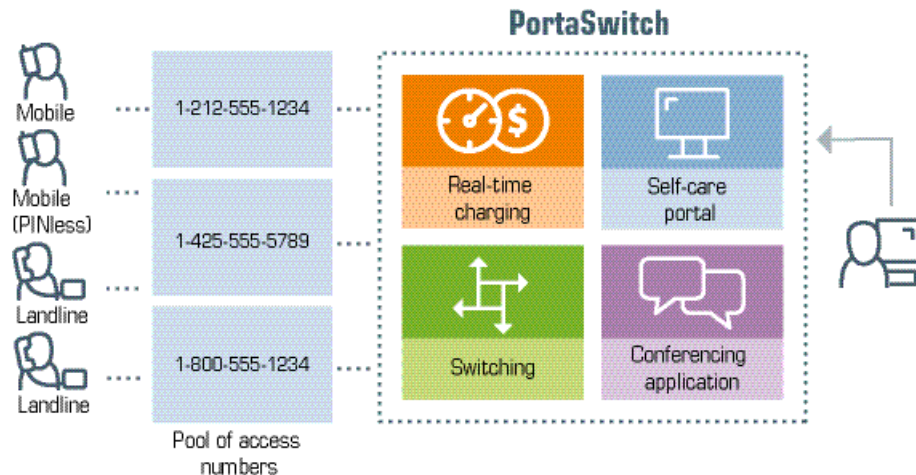 PortaSwitch
Mobile
Mobile
(PINless)
Landline
Landline
1-212-555-1234
1-425-555-5789
1-800-555-1234
Pool of access
numbers
$
Real-time
charging
Self-care
portal
Switching
Conferencing
application